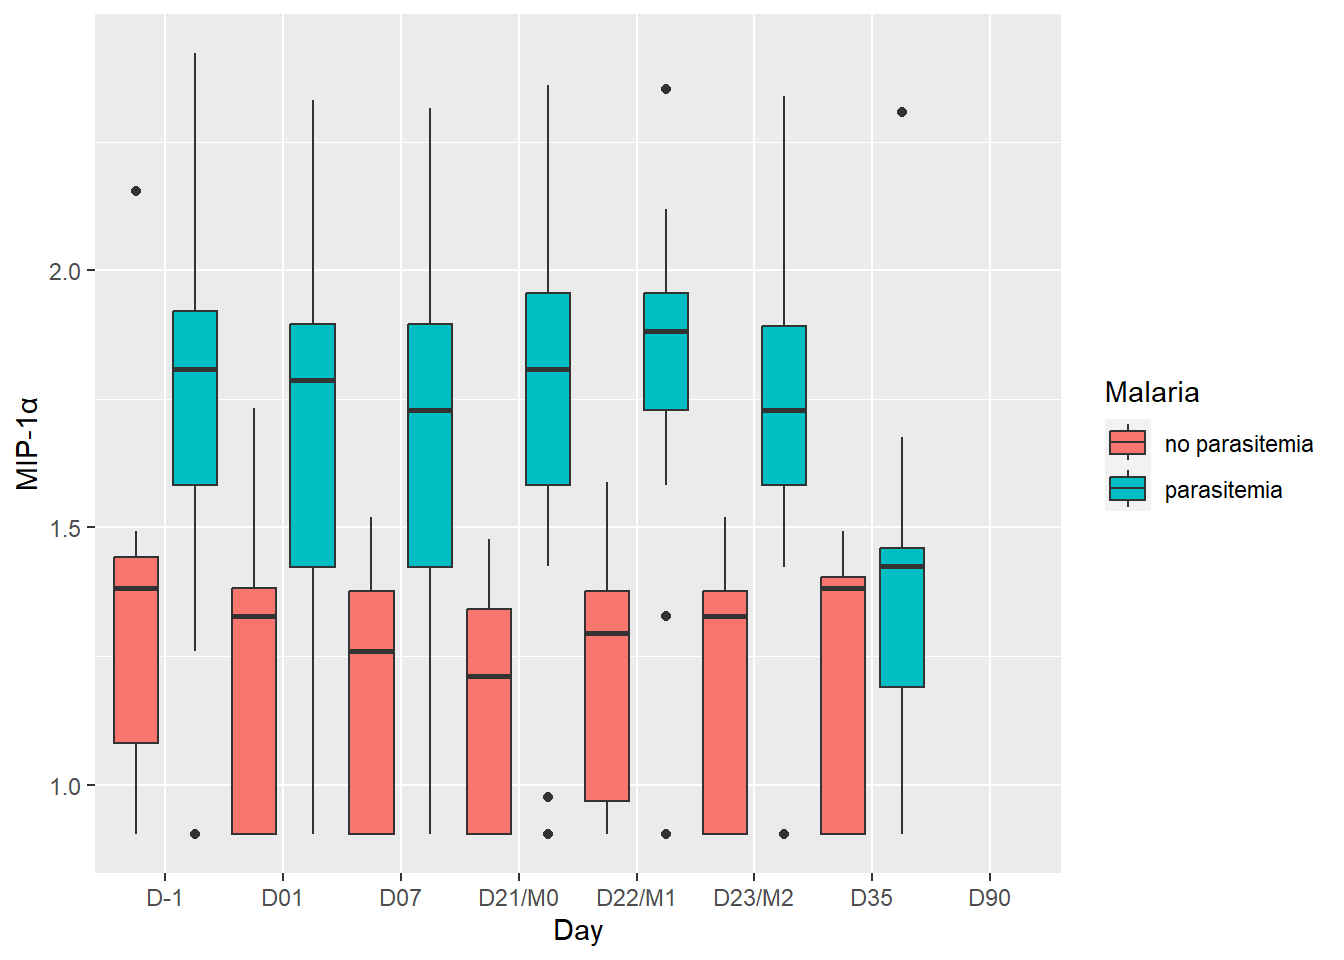 MIP-1α
2.0
1.5
1.0
D-1 D01 D07 D21/M0 D22/M1 D23/M2 D35 D90
Day
Malaria
no parasitemia
parasitemia